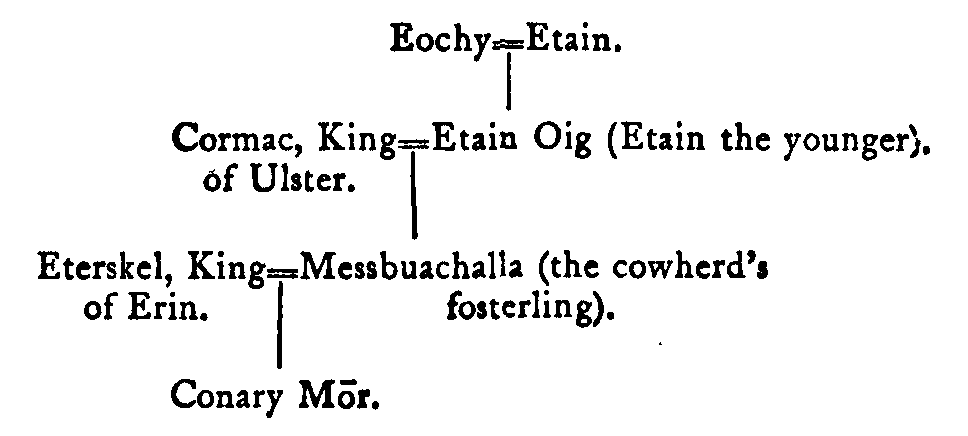 Eochy=Etain.
Cormac, King=Etain Oig (Etain the younger).
of Ulster.
Eterskel, King=Messbuachalla (the cowherd's
of Erin. fosterling).
Conary Mōr.